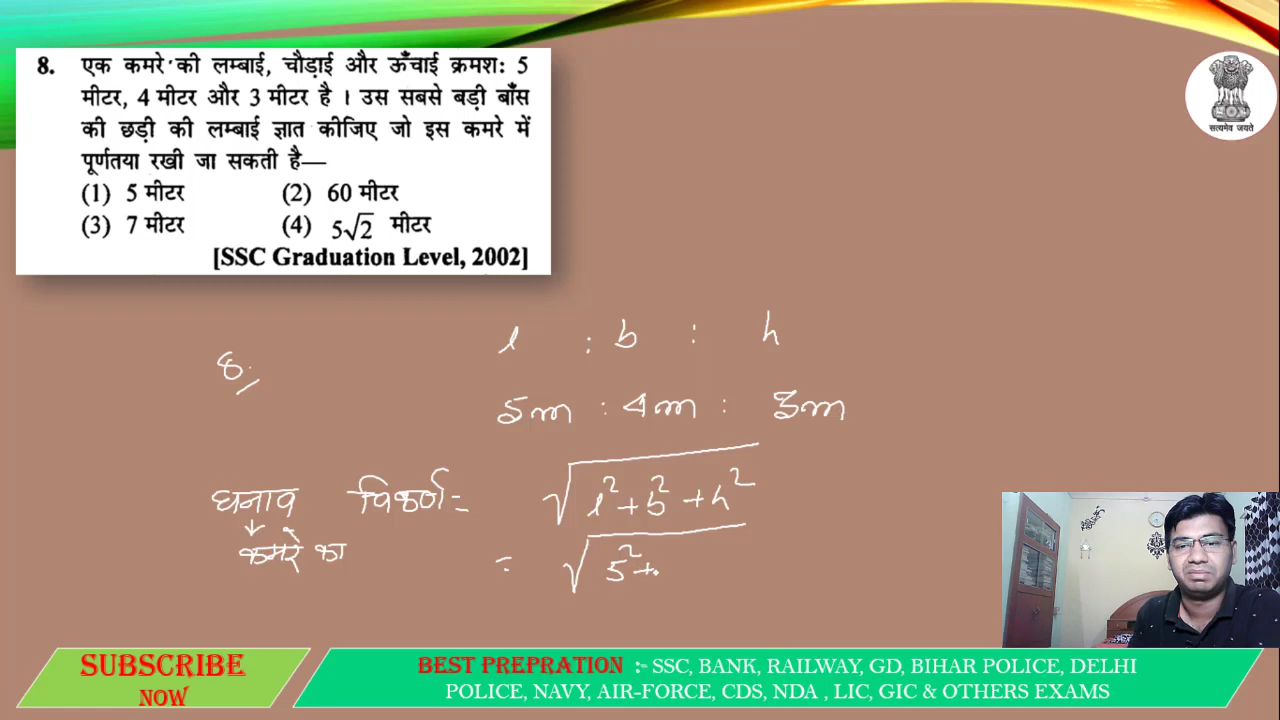 8. एक कमरे की लम्बाई, चौड़ाई और ऊँचाई क्रमश: 5
मीटर, 4 मीटर और 3 मीटर है । उस सबसे बड़ी बाँस
की छड़ी की लम्बाई ज्ञात कीजिए जो इस कमरे में
पूर्णतया रखी जा सकती है—
(1) 5 मीटर (2) 60 मीटर
(3) 7 मीटर (4) 5√2 मीटर
[SSC Graduation Level, 2002]
सत्यमेव जयते
l : b : h
8.
5m : 4m : 3m
घनाव विकर्ण = √l²+b²+h²
कमरे का = √5²+
SUBSCRIBE
NOW
BEST PREPRATION :- SSC, BANK, RAILWAY, GD, BIHAR POLICE, DELHI
POLICE, NAVY, AIR-FORCE, CDS, NDA , LIC, GIC & OTHERS EXAMS